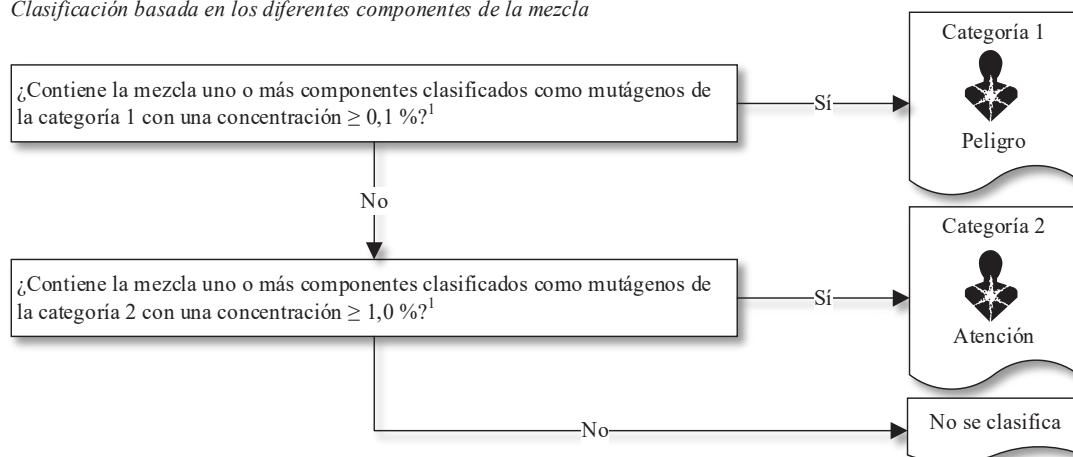 Clasificación basada en los diferentes componentes de la mezcla
Categoría 1
¿Contiene la mezcla uno o más componentes clasificados como mutágenos de
la categoría 1 con una concentración ≥ 0,1 %?1
Sí
Peligro
No
Categoría 2
¿Contiene la mezcla uno o más componentes clasificados como mutágenos de
la categoría 2 con una concentración ≥ 1,0 %?1
Sí
Atención
No
No se clasifica